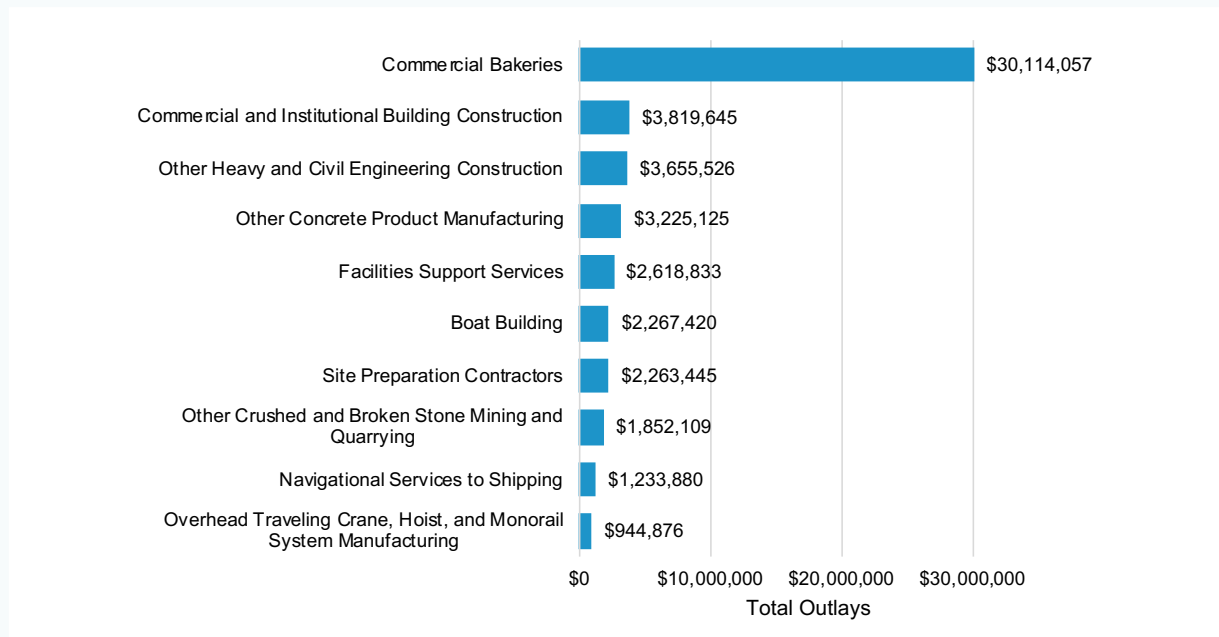 Commercial Bakeries
$30,114,057
Commercial and Institutional Building Construction
$3,819,645
Other Heavy and Civil Engineering Construction
$3,655,526
Other Concrete Product Manufacturing
$3,225,125
Facilities Support Services
$2,618,833
Boat Building
$2,267,420
Site Preparation Contractors
$2,263,445
Other Crushed and Broken Stone Mining and
Quarrying
$1,852,109
Navigational Services to Shipping
$1,233,880
Overhead Traveling Crane, Hoist, and Monorail
System Manufacturing
$944,876
$0 $10,000,000 $20,000,000 $30,000,000
Total Outlays